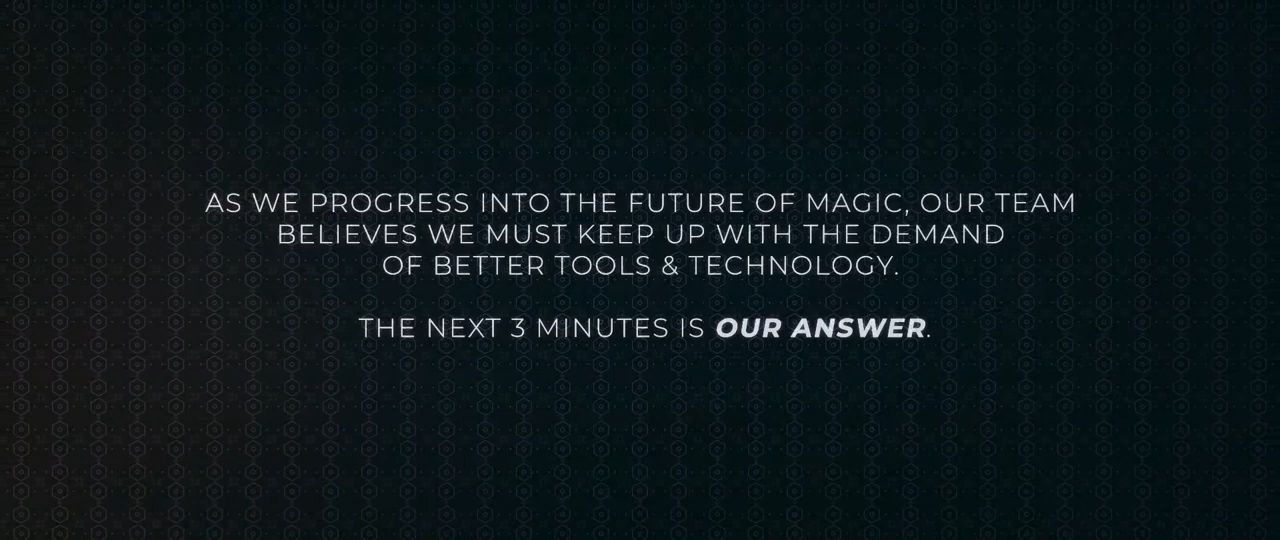 AS WE PROGRESS INTO THE FUTURE OF MAGIC, OUR TEAM
BELIEVES WE MUST KEEP UP WITH THE DEMAND
OF BETTER TOOLS & TECHNOLOGY.
THE NEXT 3 MINUTES IS OUR ANSWER.